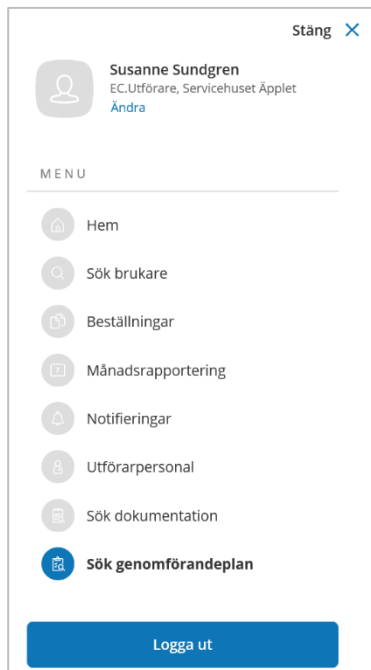 Stäng
Susanne Sundgren
EC.Utförare, Servicehuset Äpplet
Ändra
MENU
Hem
Sök brukare
Beställningar
Månadsrapportering
Notifieringar
Utförarpersonal
Sök dokumentation
Sök genomförandeplan
Logga ut